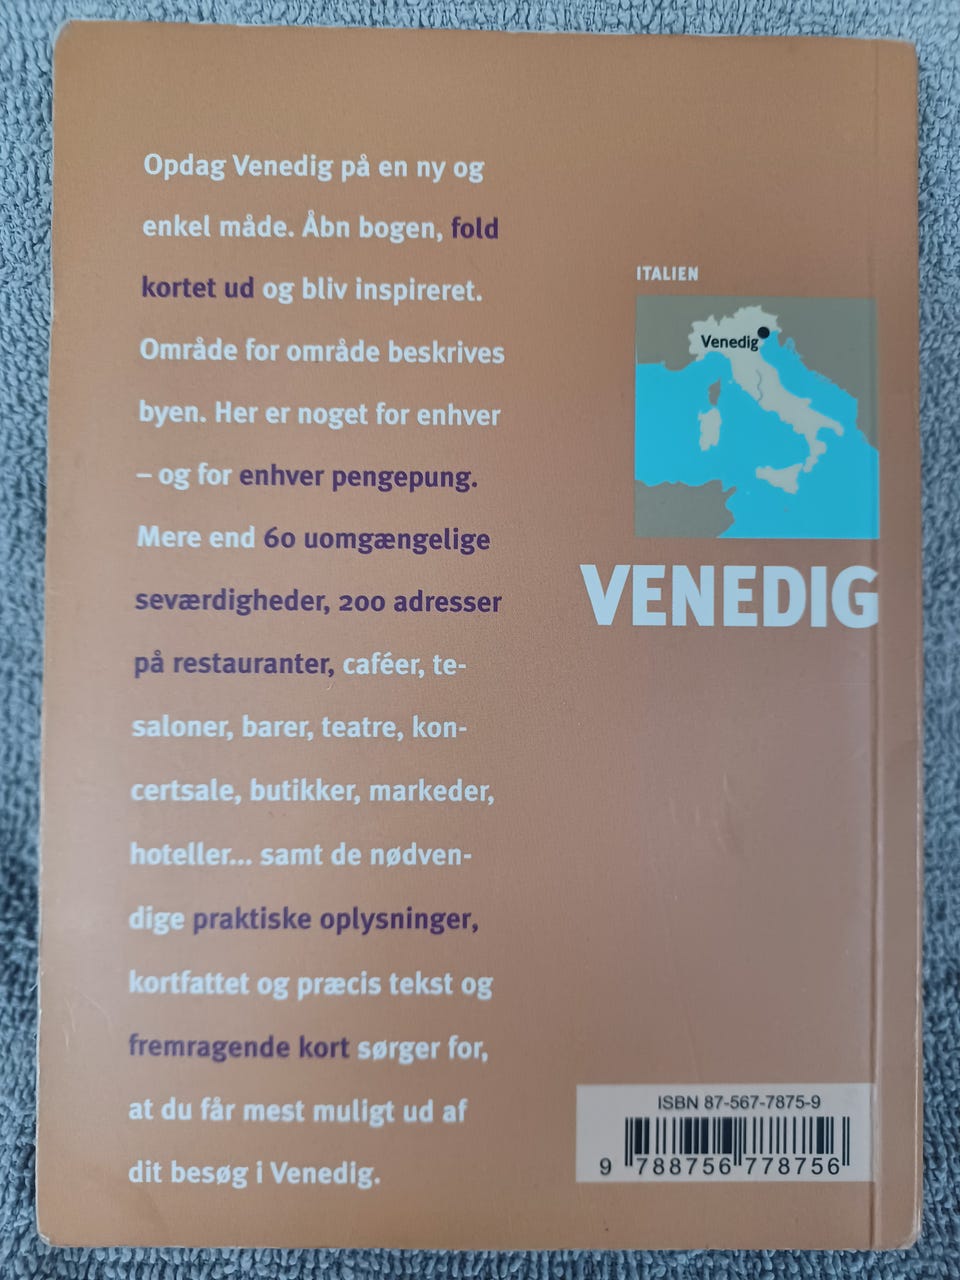 Opdag Venedig på en ny og
enkel måde. Åbn bogen, fold
kortet ud og bliv inspireret.
Område for område beskrives
byen. Her er noget for enhver
– og for enhver pengepung.
Mere end 60 uomgængelige
seværdigheder, 200 adresser
på restauranter, caféer, te-
saloner, barer, teatre, kon-
certsale, butikker, markeder,
hoteller... samt de nødven-
dige praktiske oplysninger,
kortfattet og præcis tekst og
fremragende kort sørger for,
at du får mest muligt ud af
dit besøg i Venedig.
ITALIEN
Venedig
VENEDIG
ISBN 87-567-7875-9
9 788756 778756